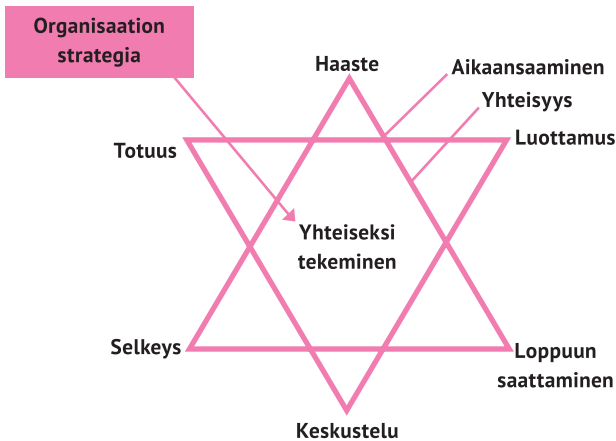 Organisaation
strategia
Haaste
Aikaansaaminen
Yhteisyys
Luottamus
Totuus
Yhteiseksi
tekeminen
Selkeys
Loppuun
saattaminen
Keskustelu